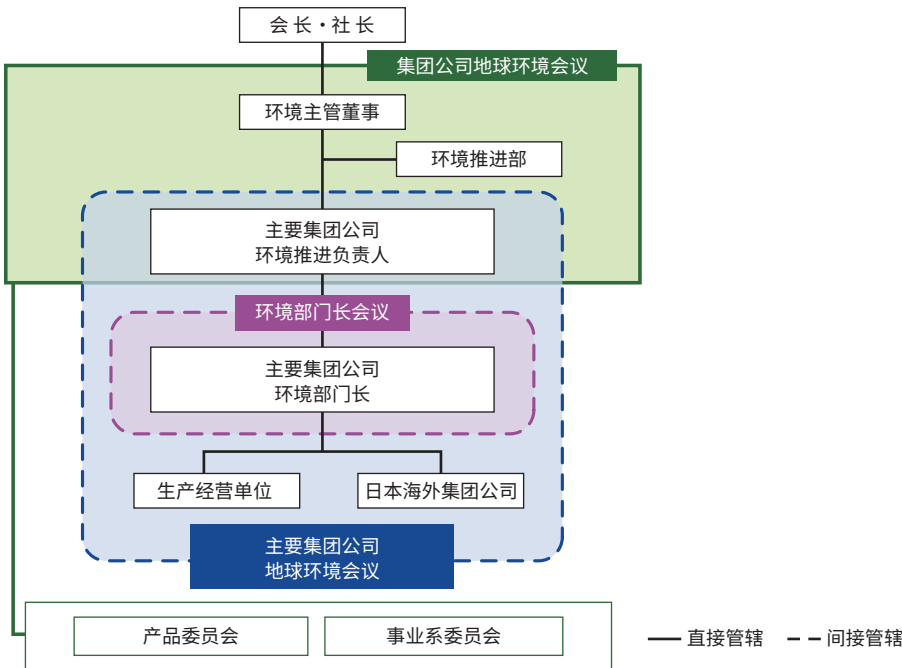 会长·社长
集团公司地球环境会议
环境主管董事
环境推进部
主要集团公司
环境推进负责人
环境部门长会议
主要集团公司
环境部门长
生产经营单位
日本海外集团公司
主要集团公司
地球环境会议
产品委员会
事业系委员会
直接管辖
间接管辖